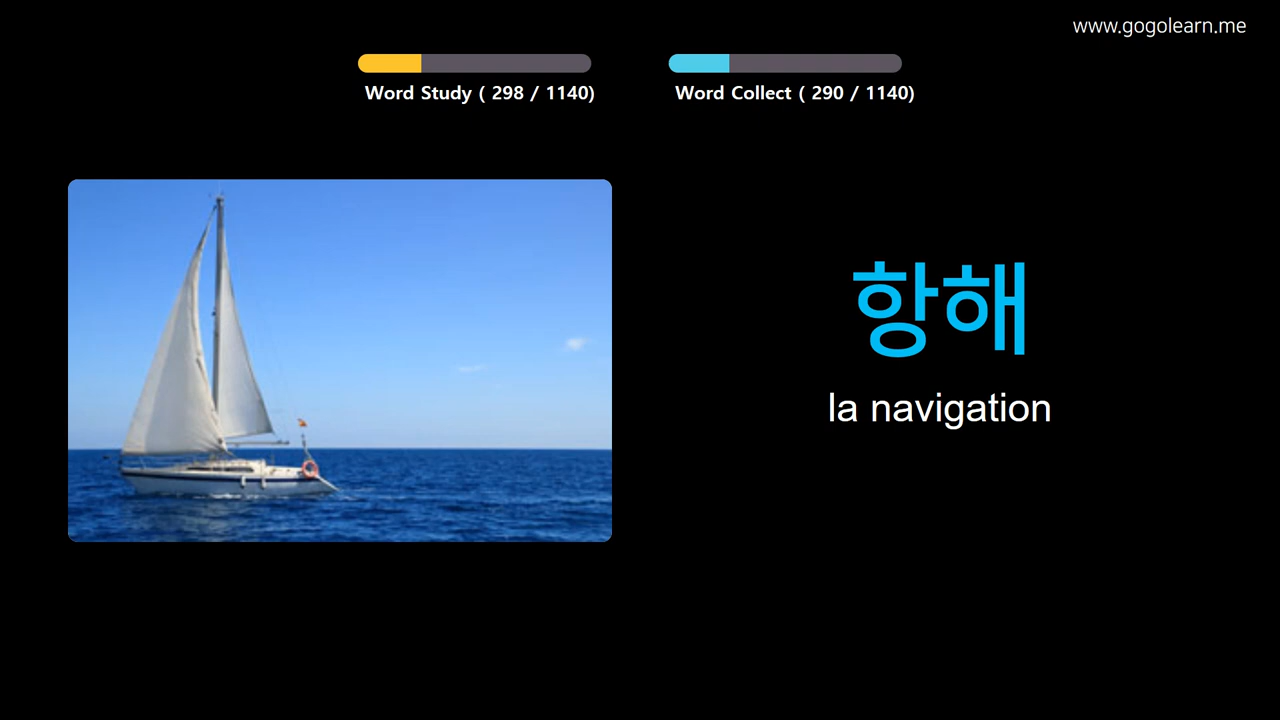 www.gogolearn.me
Word Study ( 298 / 1140)
Word Collect ( 290 / 1140)
항해
la navigation